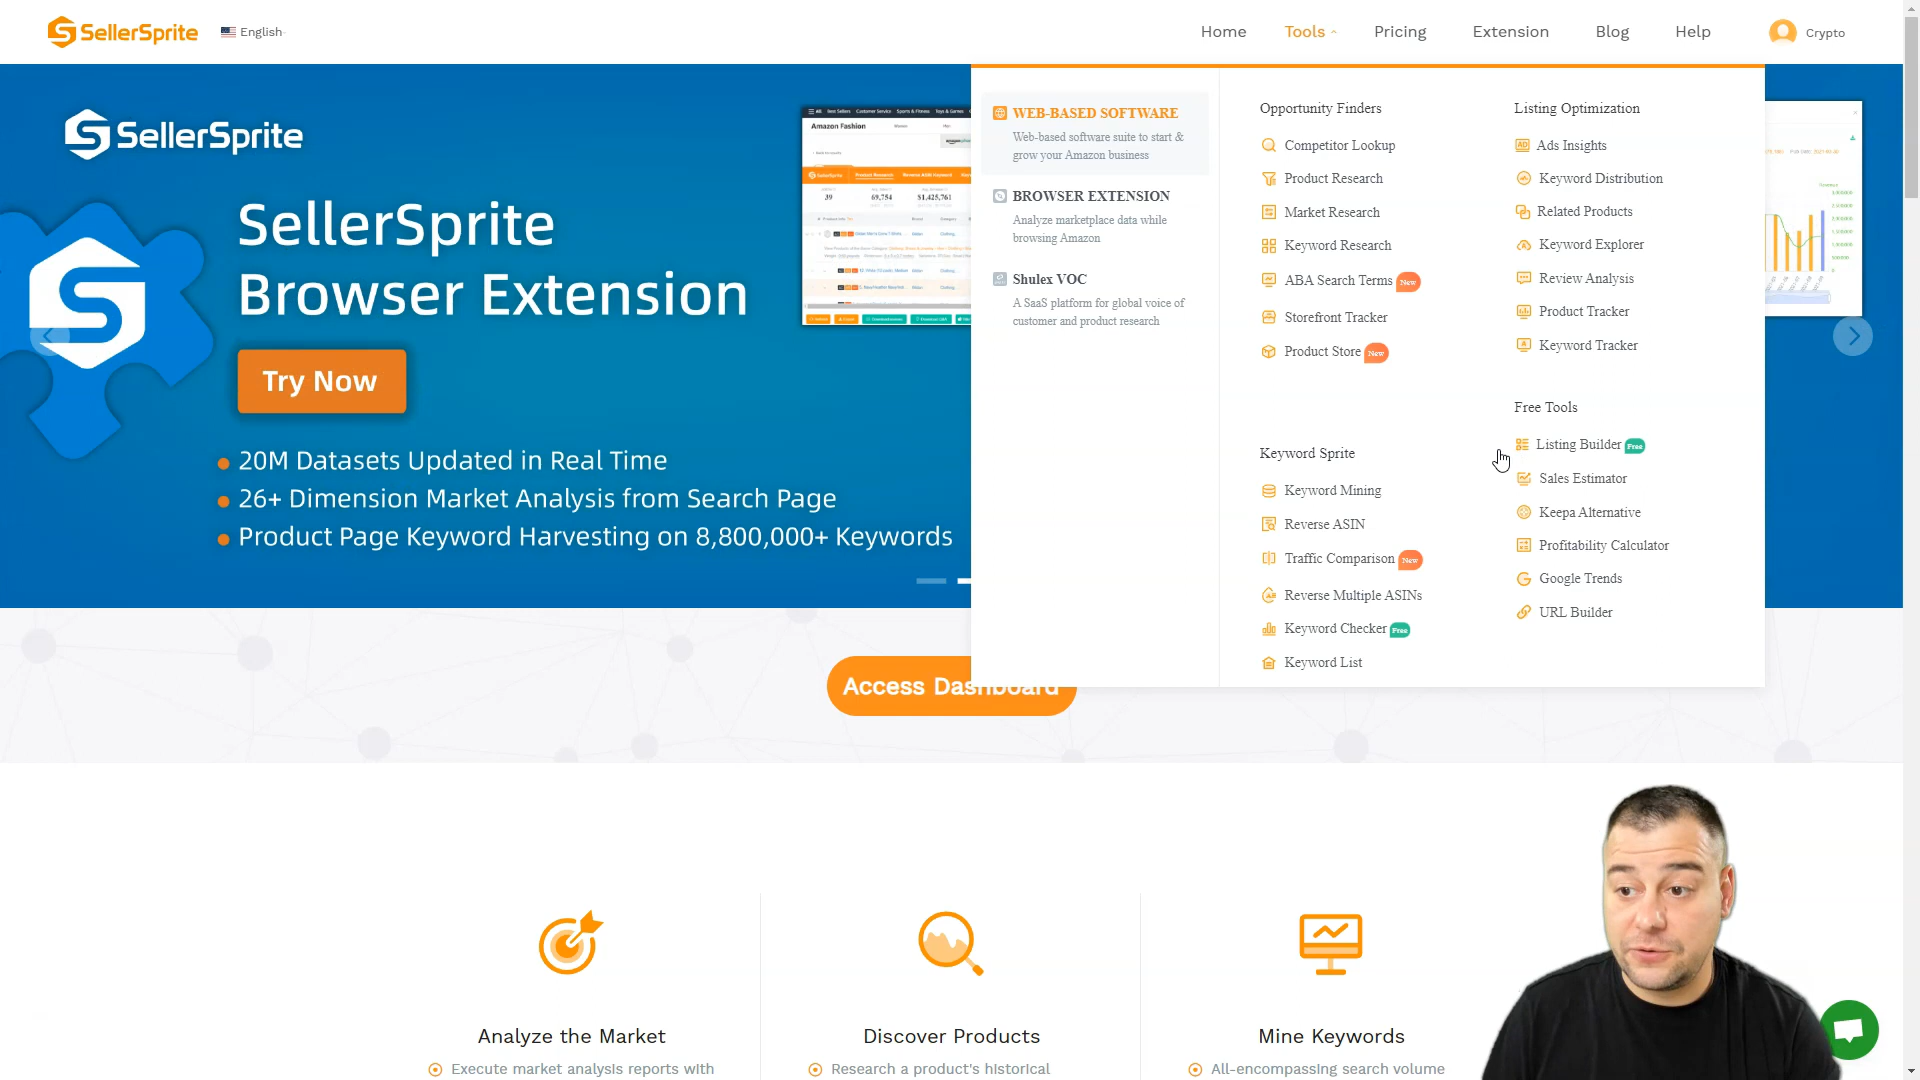 SellerSprite
English
Home
Tools
Pricing
Extension
Blog
Help
Crypto
SellerSprite
SellerSprite
Browser Extension
Try Now
20M Datasets Updated in Real Time
26+ Dimension Market Analysis from Search Page
Product Page Keyword Harvesting on 8,800,000+ Keywords
Amazon Fashion
39
69,754
$1,425,761
WEB-BASED SOFTWARE
Web-based software suite to start &
grow your Amazon business
BROWSER EXTENSION
Analyze marketplace data while
browsing Amazon
Shulex VOC
A SaaS platform for global voice of
customer and product research
Opportunity Finders
Competitor Lookup
Product Research
Market Research
Keyword Research
ABA Search Terms New
Storefront Tracker
Product Store New
Keyword Sprite
Keyword Mining
Reverse ASIN
Traffic Comparison New
Reverse Multiple ASINs
Keyword Checker Free
Keyword List
Listing Optimization
Ads Insights
Keyword Distribution
Related Products
Keyword Explorer
Review Analysis
Product Tracker
Keyword Tracker
Free Tools
Listing Builder Free
Sales Estimator
Keepa Alternative
Profitability Calculator
Google Trends
URL Builder
Access Dashboard
Analyze the Market
Execute market analysis reports with
Discover Products
Research a product's historical
Mine Keywords
All-encompassing search volume